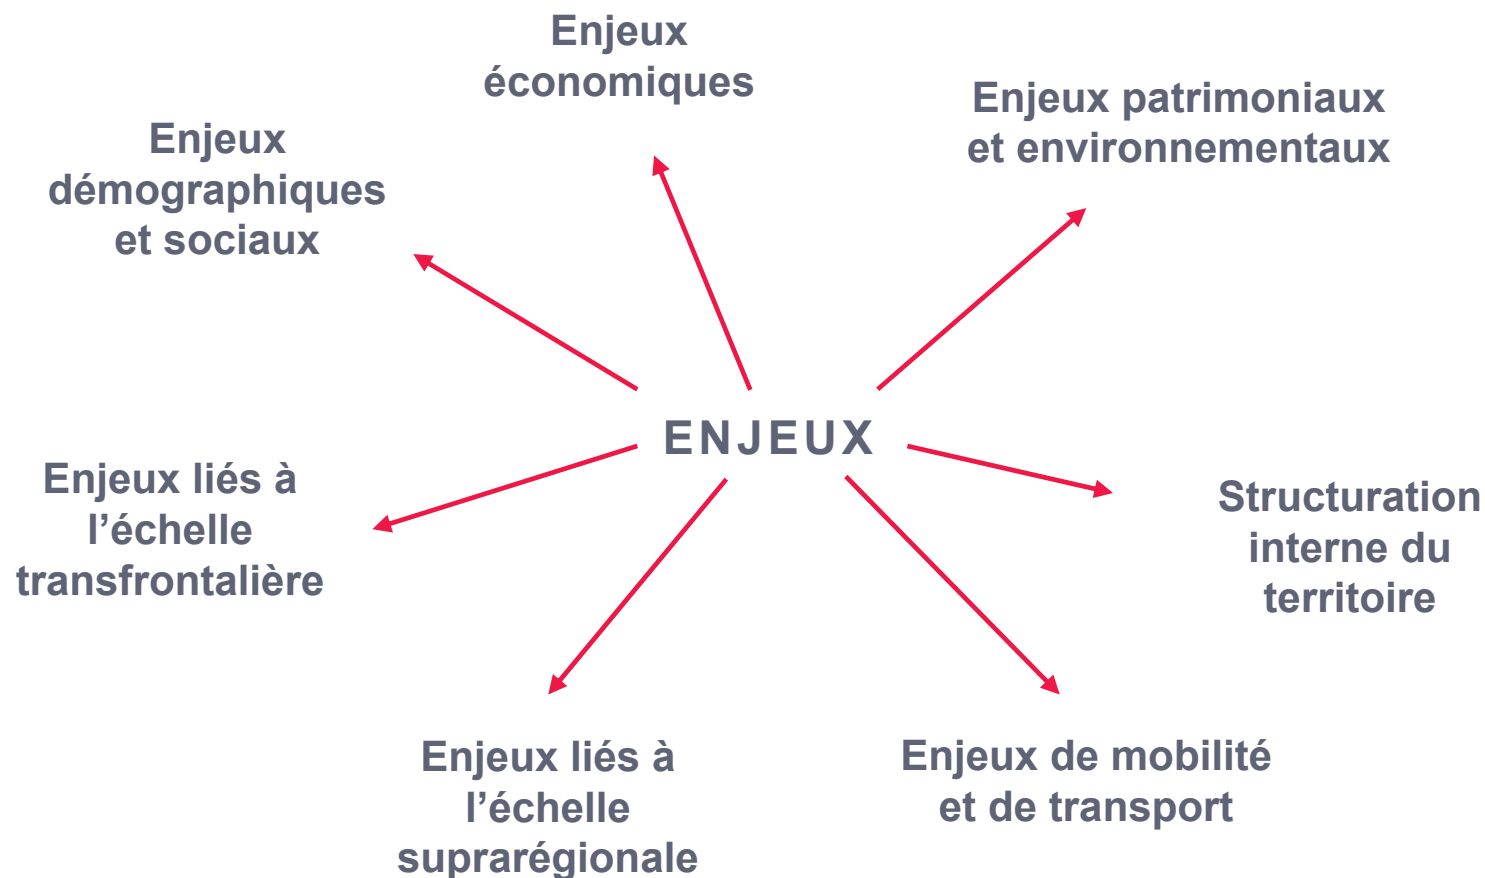 Enjeux
économiques
Enjeux patrimoniaux
et environnementaux
Enjeux
démographiques
et sociaux
ENJEUX
Enjeux liés à
l’échelle
transfrontalière
Structuration
interne du
territoire
Enjeux liés à
l’échelle
suprarégionale
Enjeux de mobilité
et de transport